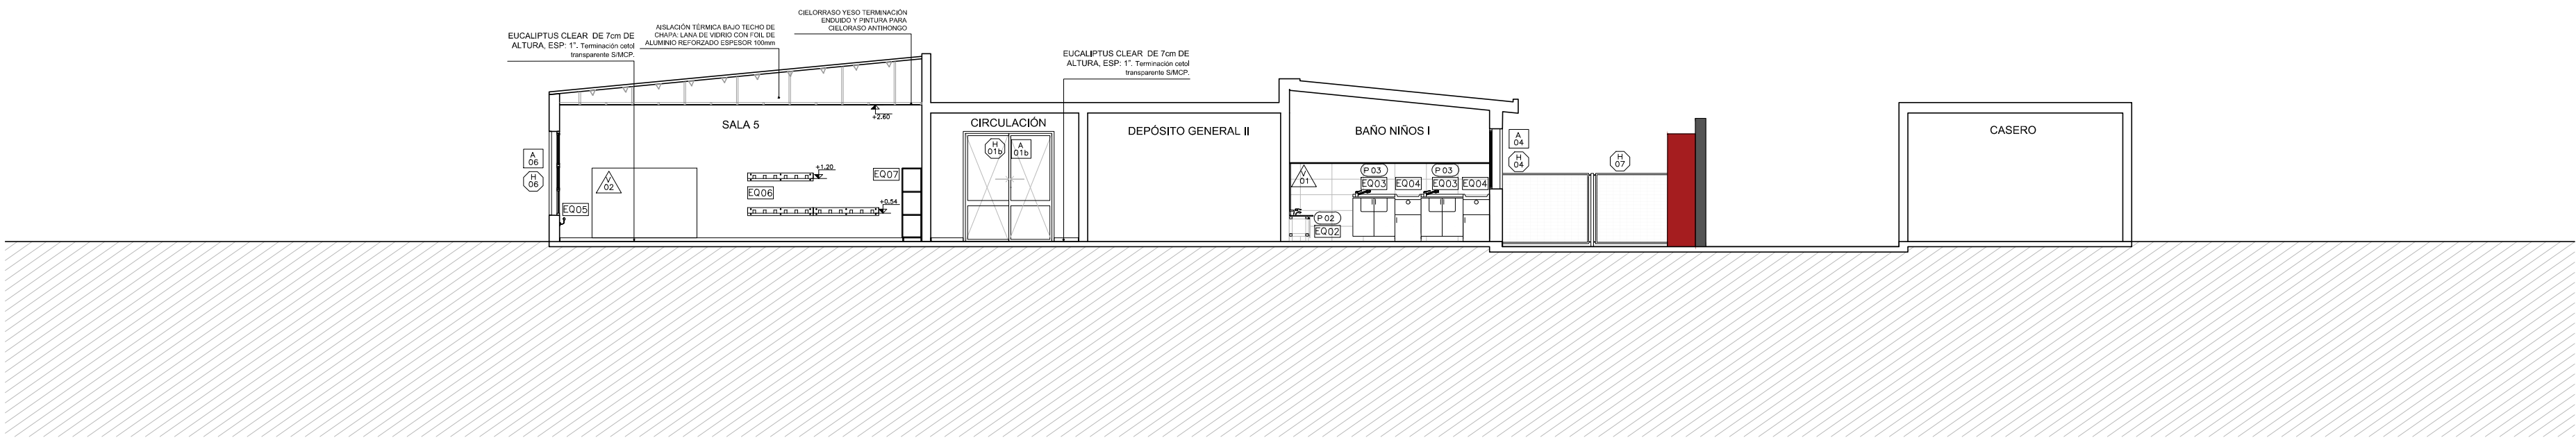 CIELORRASO YESO TERMINACIÓN
ENDUIDO Y PINTURA PARA
CIELORASO ANTIHONGO
AISLACIÓN TÉRMICA BAJO TECHO DE
CHAPA: LANA DE VIDRIO CON FOIL DE
ALUMINIO REFORZADO ESPESOR 100mm
EUCALIPTUS CLEAR DE 7cm DE
ALTURA, ESP: 1". Terminación cetol
transparente S/MCP.
EUCALIPTUS CLEAR DE 7cm DE
ALTURA, ESP: 1". Terminación cetol
transparente S/MCP.
SALA 5
+2.60
CIRCULACIÓN
DEPÓSITO GENERAL II
BAÑO NIÑOS I
CASERO
A
06
H
06
V
02
EQ05
+1,20
EQ06
+0,54
EQ07
H
01b
A
01b
V
01
P 02
EQ02
P 03
EQ03
EQ04
P 03
EQ03
EQ04
A
04
H
04
H
07